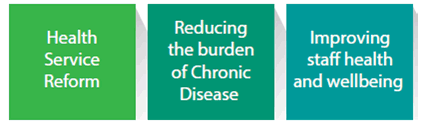 Health
Service
Reform
Reducing
the burden
of Chronic
Disease
Improving
staff health
and wellbeing